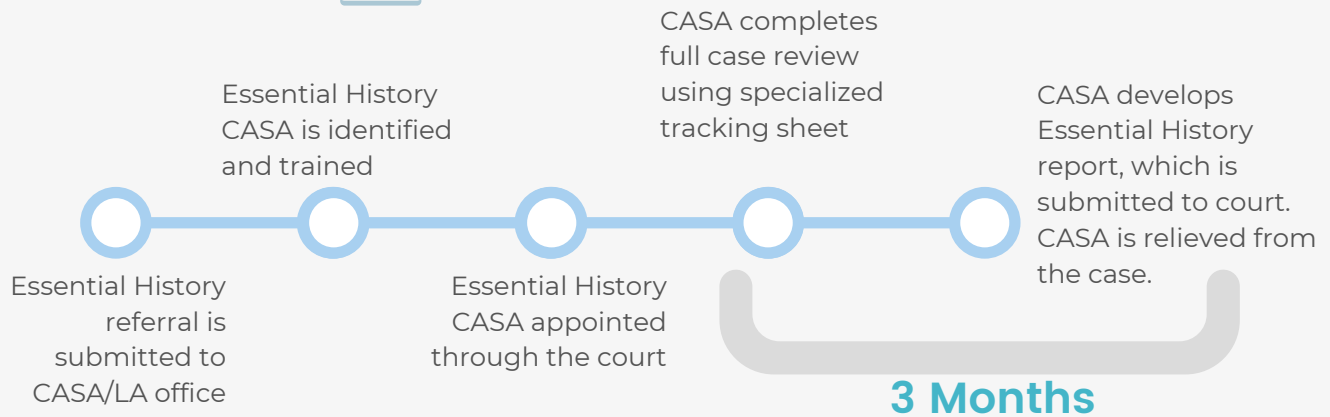 Essential History
referral is
submitted to
CASA/LA office
Essential History
CASA is identified
and trained
Essential History
CASA appointed
through the court
CASA completes
full case review
using specialized
tracking sheet
CASA develops
Essential History
report, which is
submitted to court.
CASA is relieved from
the case.
3 Months